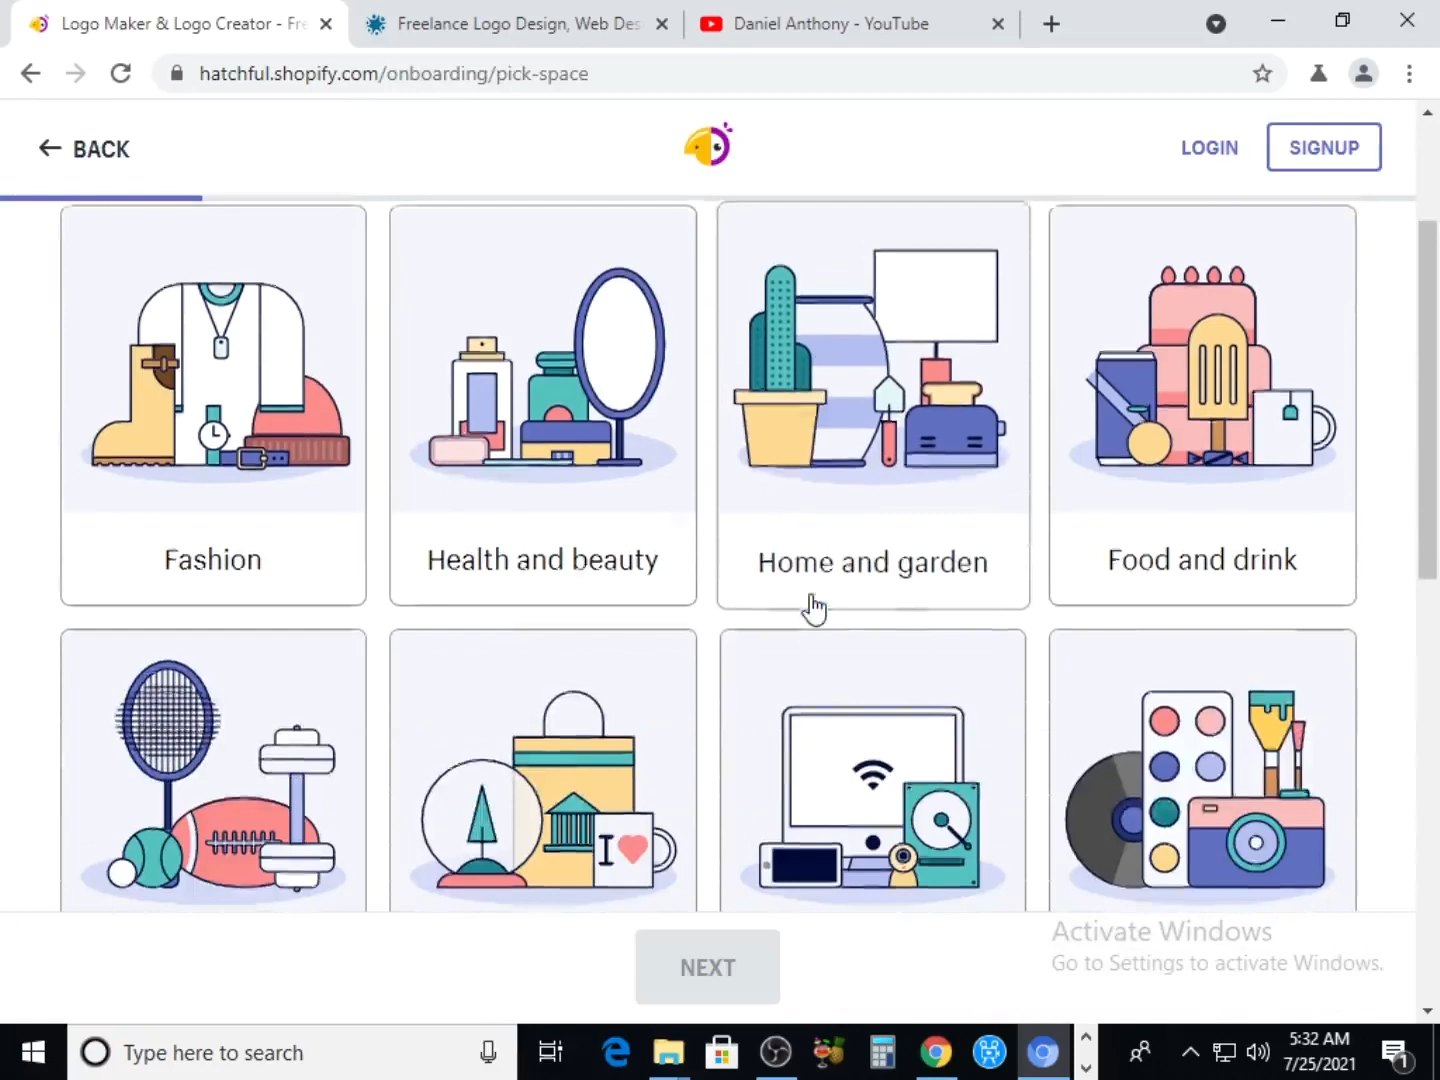 Logo Maker & Logo Creator - Fre
Freelance Logo Design, Web Des
Daniel Anthony - YouTube
hatchful.shopify.com/onboarding/pick-space
BACK
LOGIN
SIGNUP
Fashion
Health and beauty
Home and garden
Food and drink
I
NEXT
Activate Windows
Go to Settings to activate Windows.
Type here to search
5:32 AM
7/25/2021
1